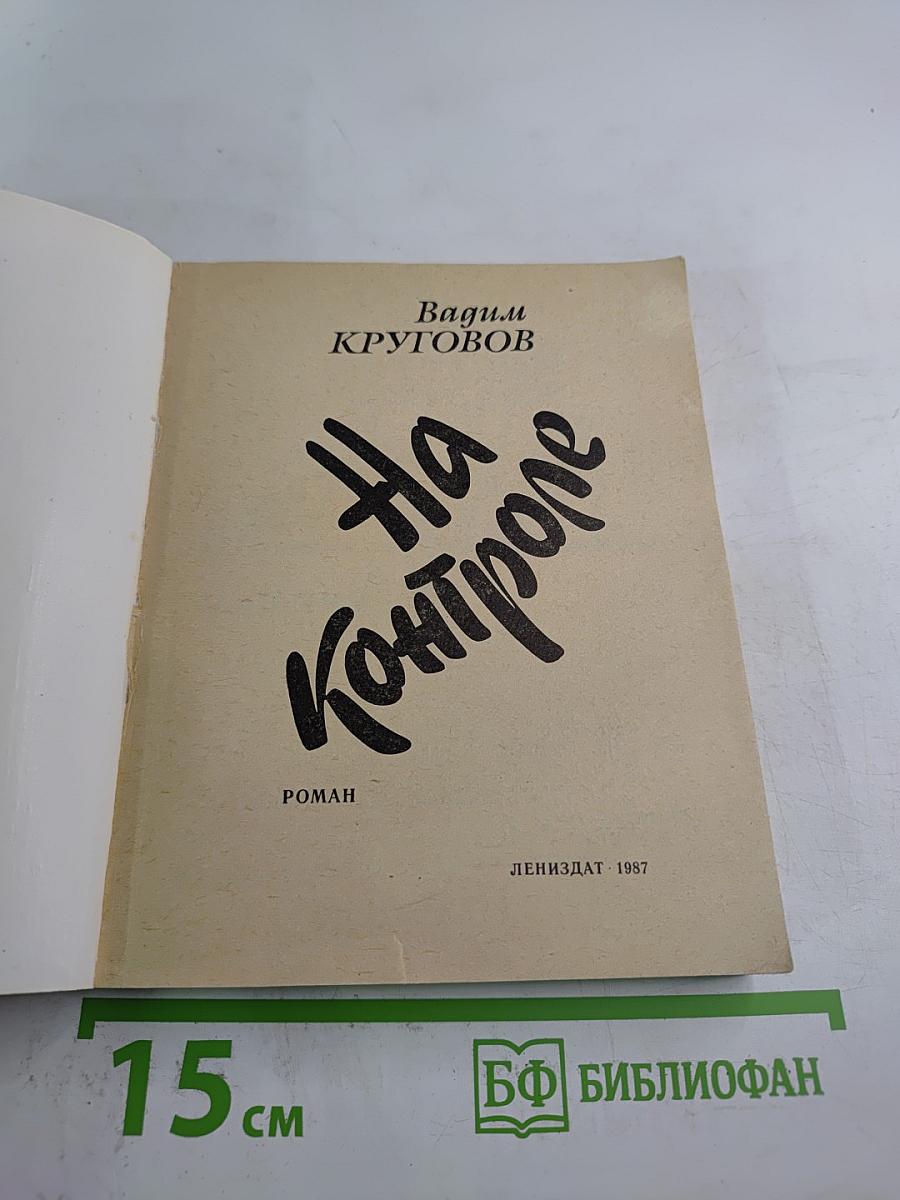 Вадим
КРУГОВОВ
На
контроле
РОМАН
ЛЕНИЗДАТ · 1987
15 см
БФ БИБЛИОФАН